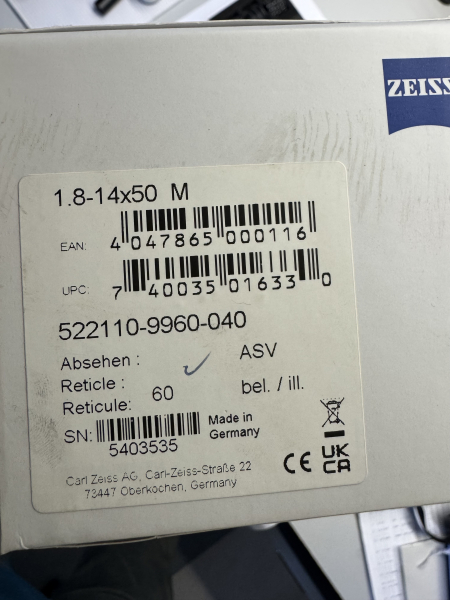 ZEISS
1.8-14x50 M
EAN: 4 047865 000116
UPC: 7 40035 01633 0
522110-9960-040
Absehen : ASV
Reticle : 60 bel. / ill.
Reticule:
SN: 5403535
Made in
Germany
CE UK
CA
Carl Zeiss AG, Carl-Zeiss-Straße 22
73447 Oberkochen, Germany